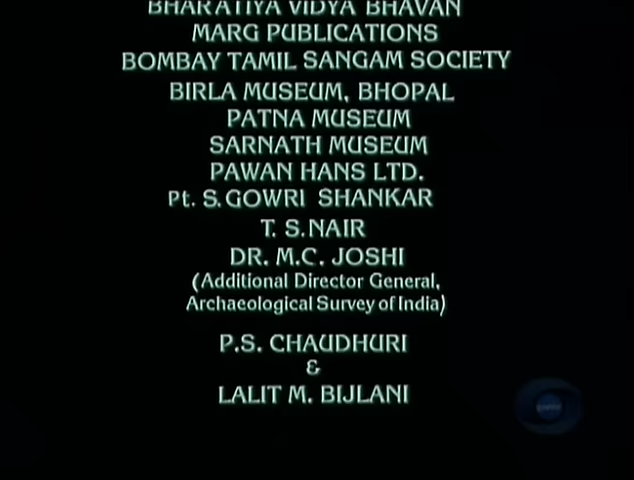 BHARATIYA VIDYA BHAVAN
MARG PUBLICATIONS
BOMBAY TAMIL SANGAM SOCIETY
BIRLA MUSEUM, BHOPAL
PATNA MUSEUM
SARNATH MUSEUM
PAWAN HANS LTD.
Pt. S. GOWRI SHANKAR
T. S. NAIR
DR. M.C. JOSHI
(Additional Director General,
Archaeological Survey of India)
P.S. CHAUDHURI
&
LALIT M. BIJLANI